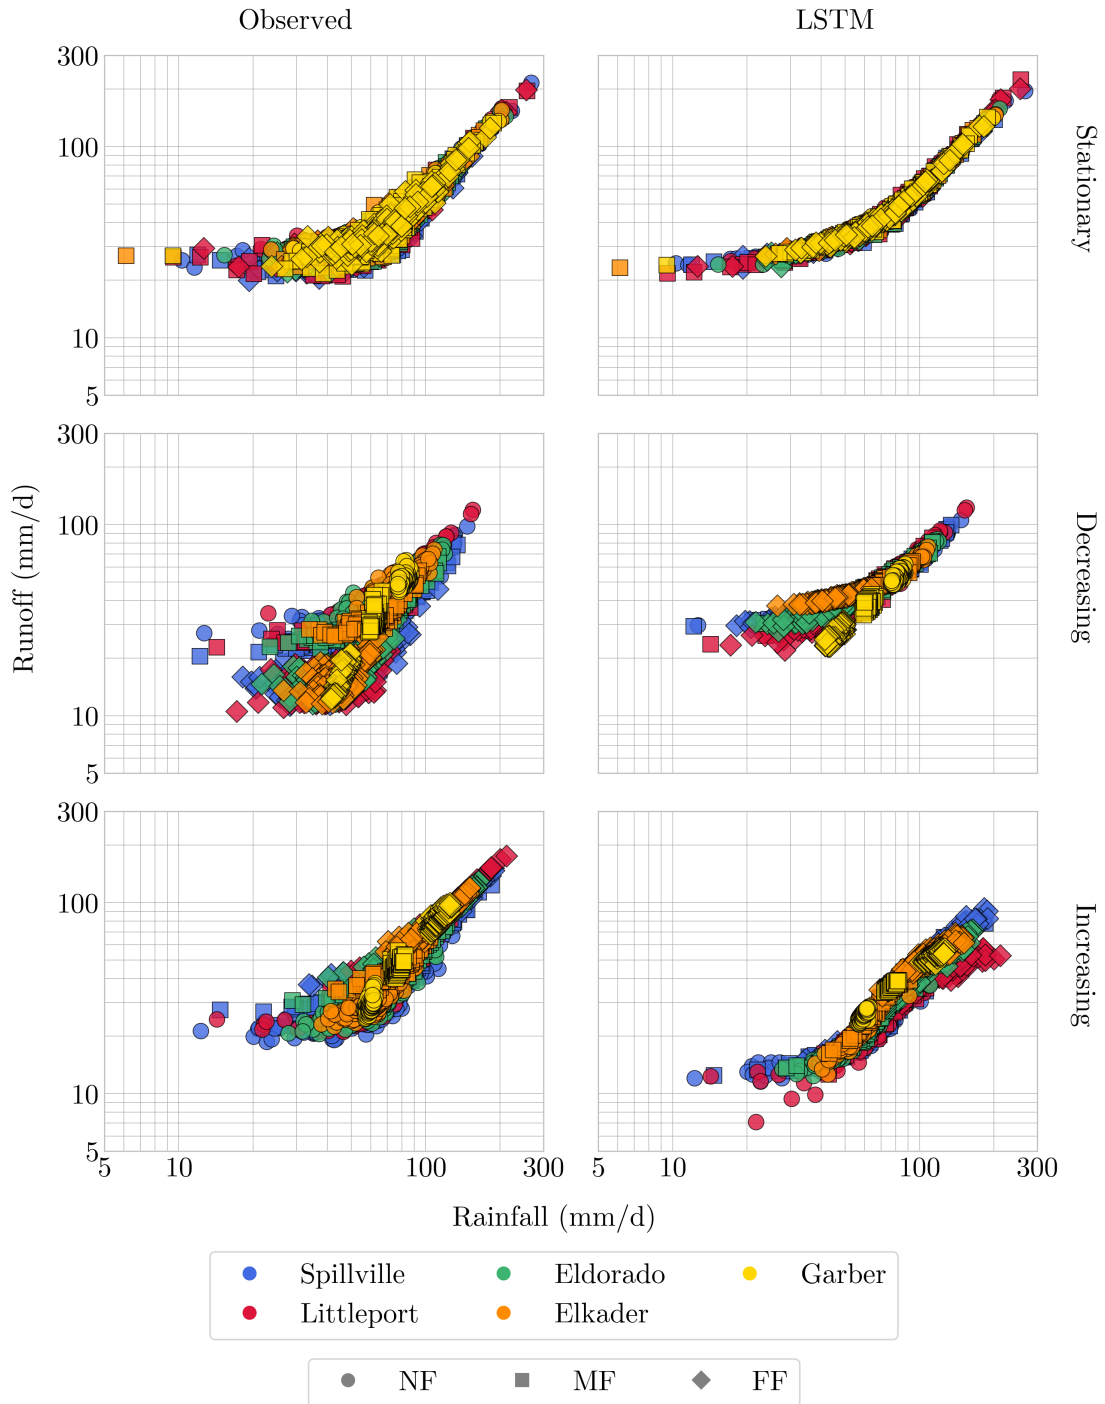 Observed LSTM
300
100
10
5
Stationary
300
100
10
5
Decreasing
Runoff (mm/d)
300
100
10
5
Increasing
5 10 100 300 5 10 100 300
Rainfall (mm/d)
Spillville Eldorado Garber
Littleport Elkader
NF MF FF